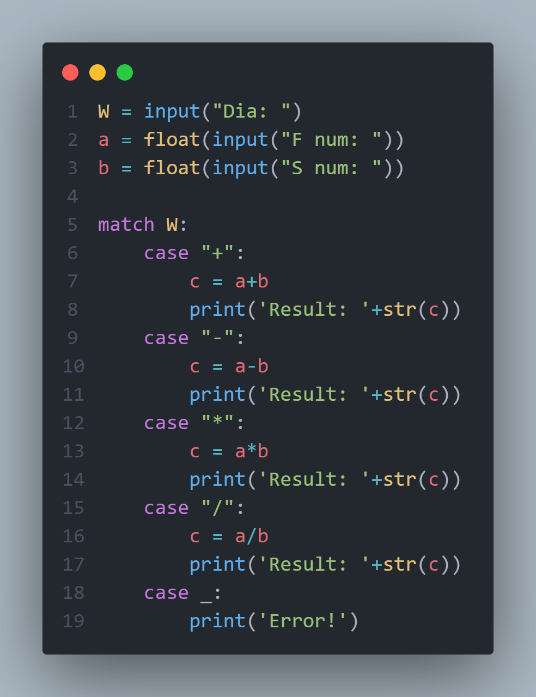 1 W = input("Dia: ")
2 a = float(input("F num: "))
3 b = float(input("S num: "))
4
5 match W:
6     case "+":
7         c = a+b
8         print('Result: '+str(c))
9     case "-":
10         c = a-b
11         print('Result: '+str(c))
12     case "*":
13         c = a*b
14         print('Result: '+str(c))
15     case "/":
16         c = a/b
17         print('Result: '+str(c))
18     case _:
19         print('Error!')